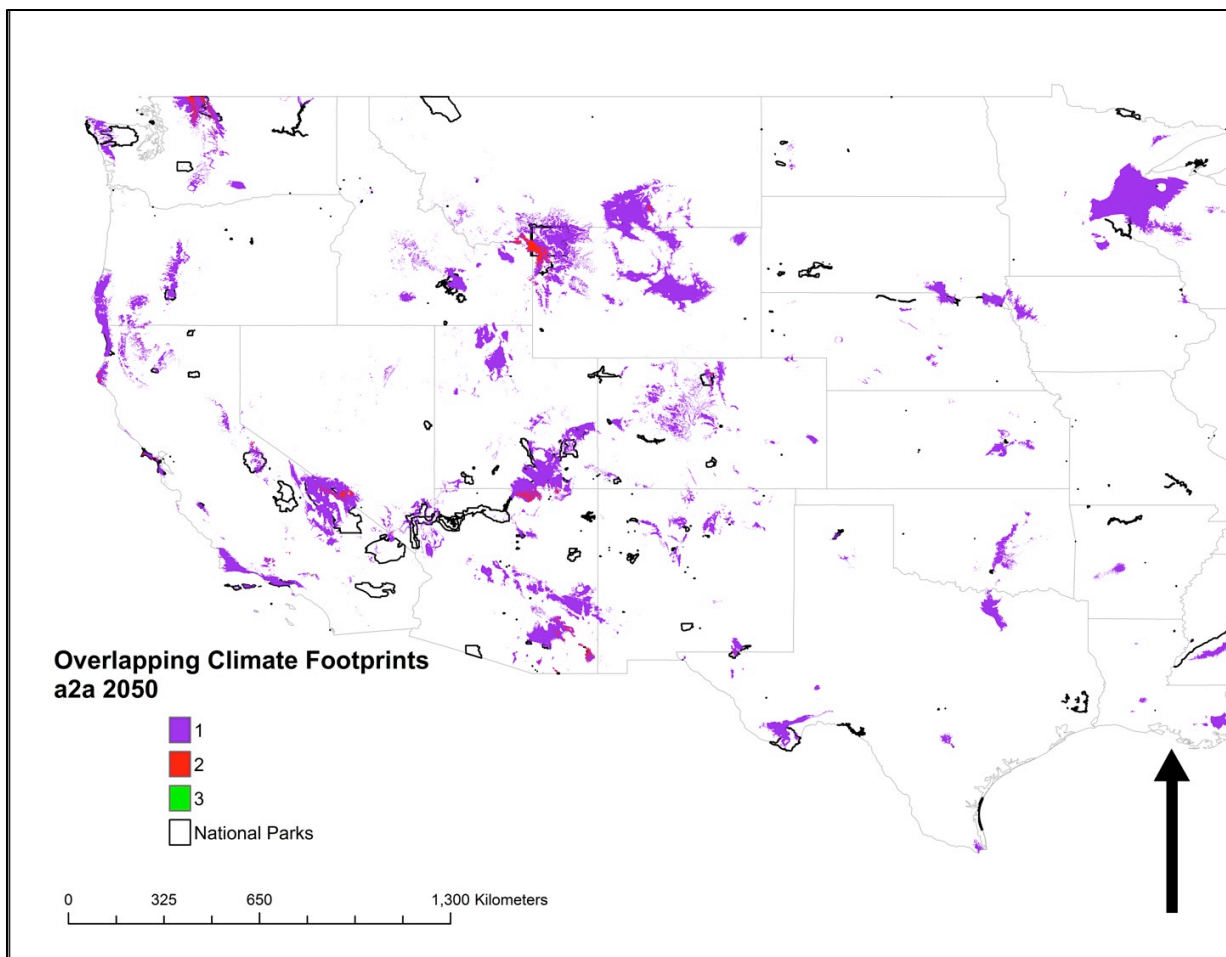 Overlapping Climate Footprints
a2a 2050
1
2
3
National Parks
0 325 650 1,300 Kilometers